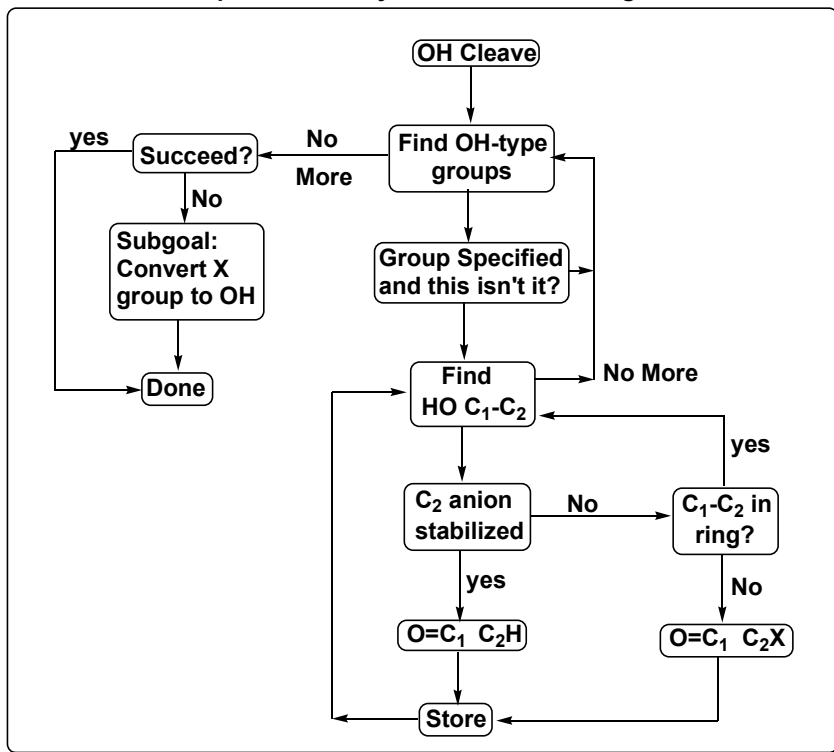 OH Cleave
Find OH-type
groups
No
More
Succeed?
yes
No
Subgoal:
Convert X
group to OH
Done
Group Specified
and this isn't it?
Find
HO C₁-C₂
No More
C₂ anion
stabilized
No
C₁-C₂ in
ring?
yes
yes
No
O=C₁ C₂H
O=C₁ C₂X
Store